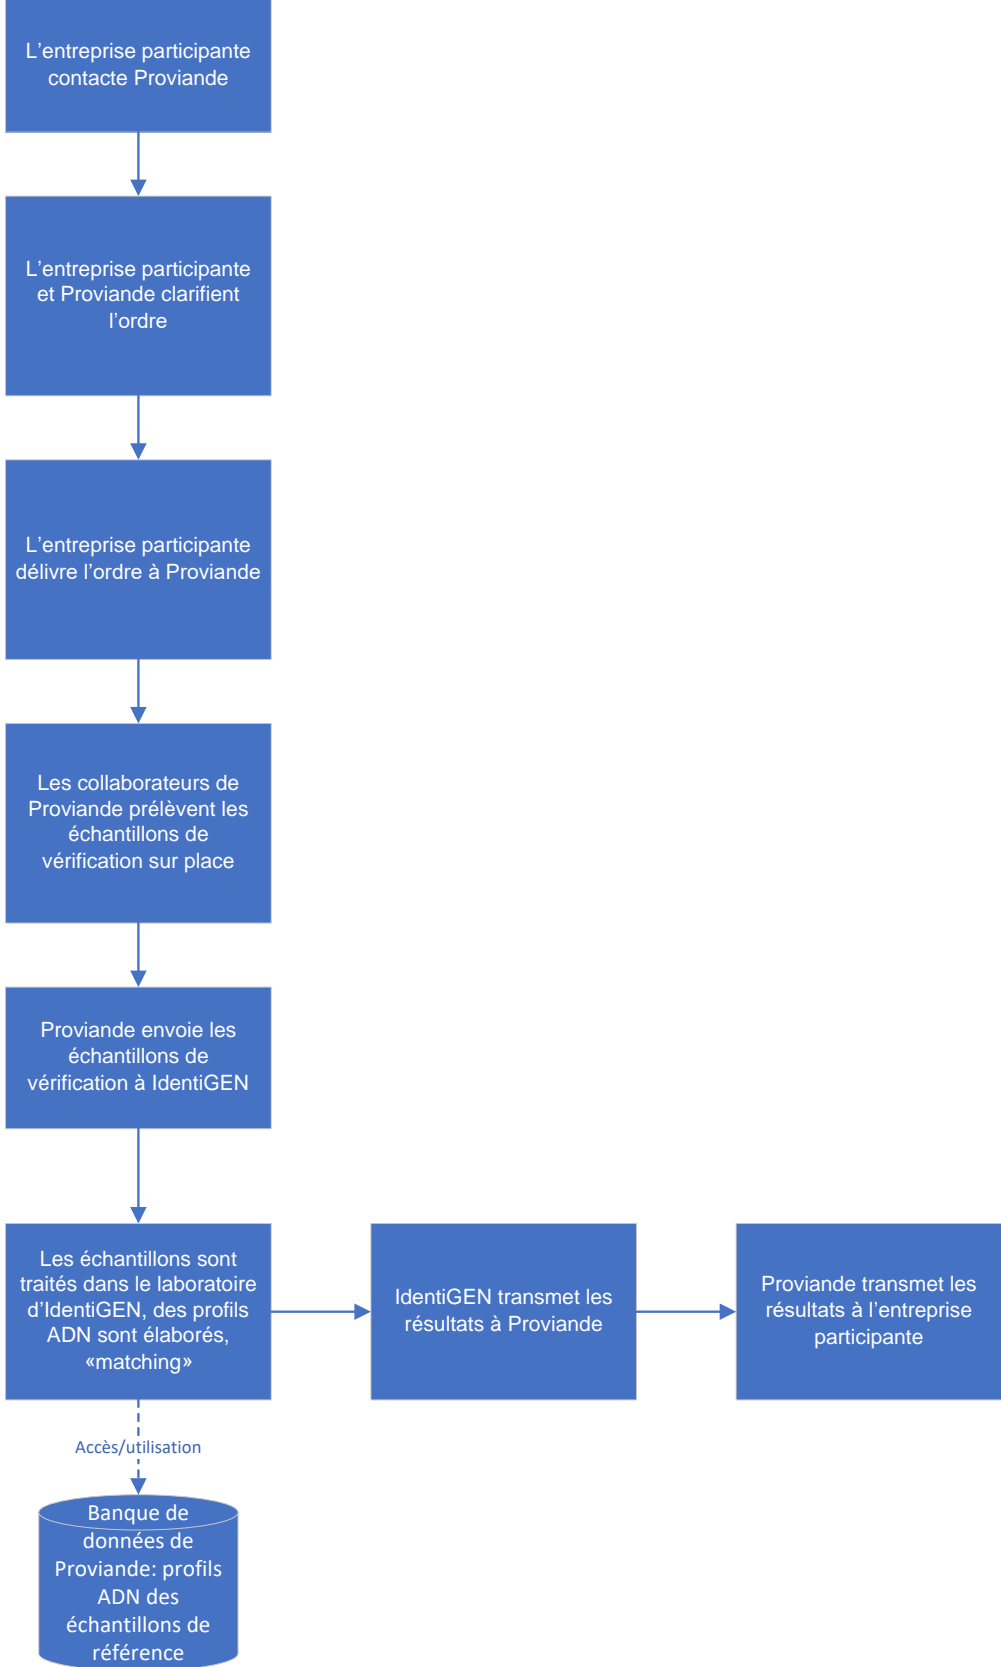 L’entreprise participante
contacte Proviande
L’entreprise participante
et Proviande clarifient
l’ordre
L’entreprise participante
délivre l’ordre à Proviande
Les collaborateurs de
Proviande prélèvent les
échantillons de
vérification sur place
Proviande envoie les
échantillons de
vérification à IdentiGEN
Les échantillons sont
traités dans le laboratoire
d’IdentiGEN, des profils
ADN sont élaborés,
«matching»
IdentiGEN transmet les
résultats à Proviande
Proviande transmet les
résultats à l’entreprise
participante
Accès/utilisation
Banque de
données de
Proviande: profils
ADN des
échantillons de
référence